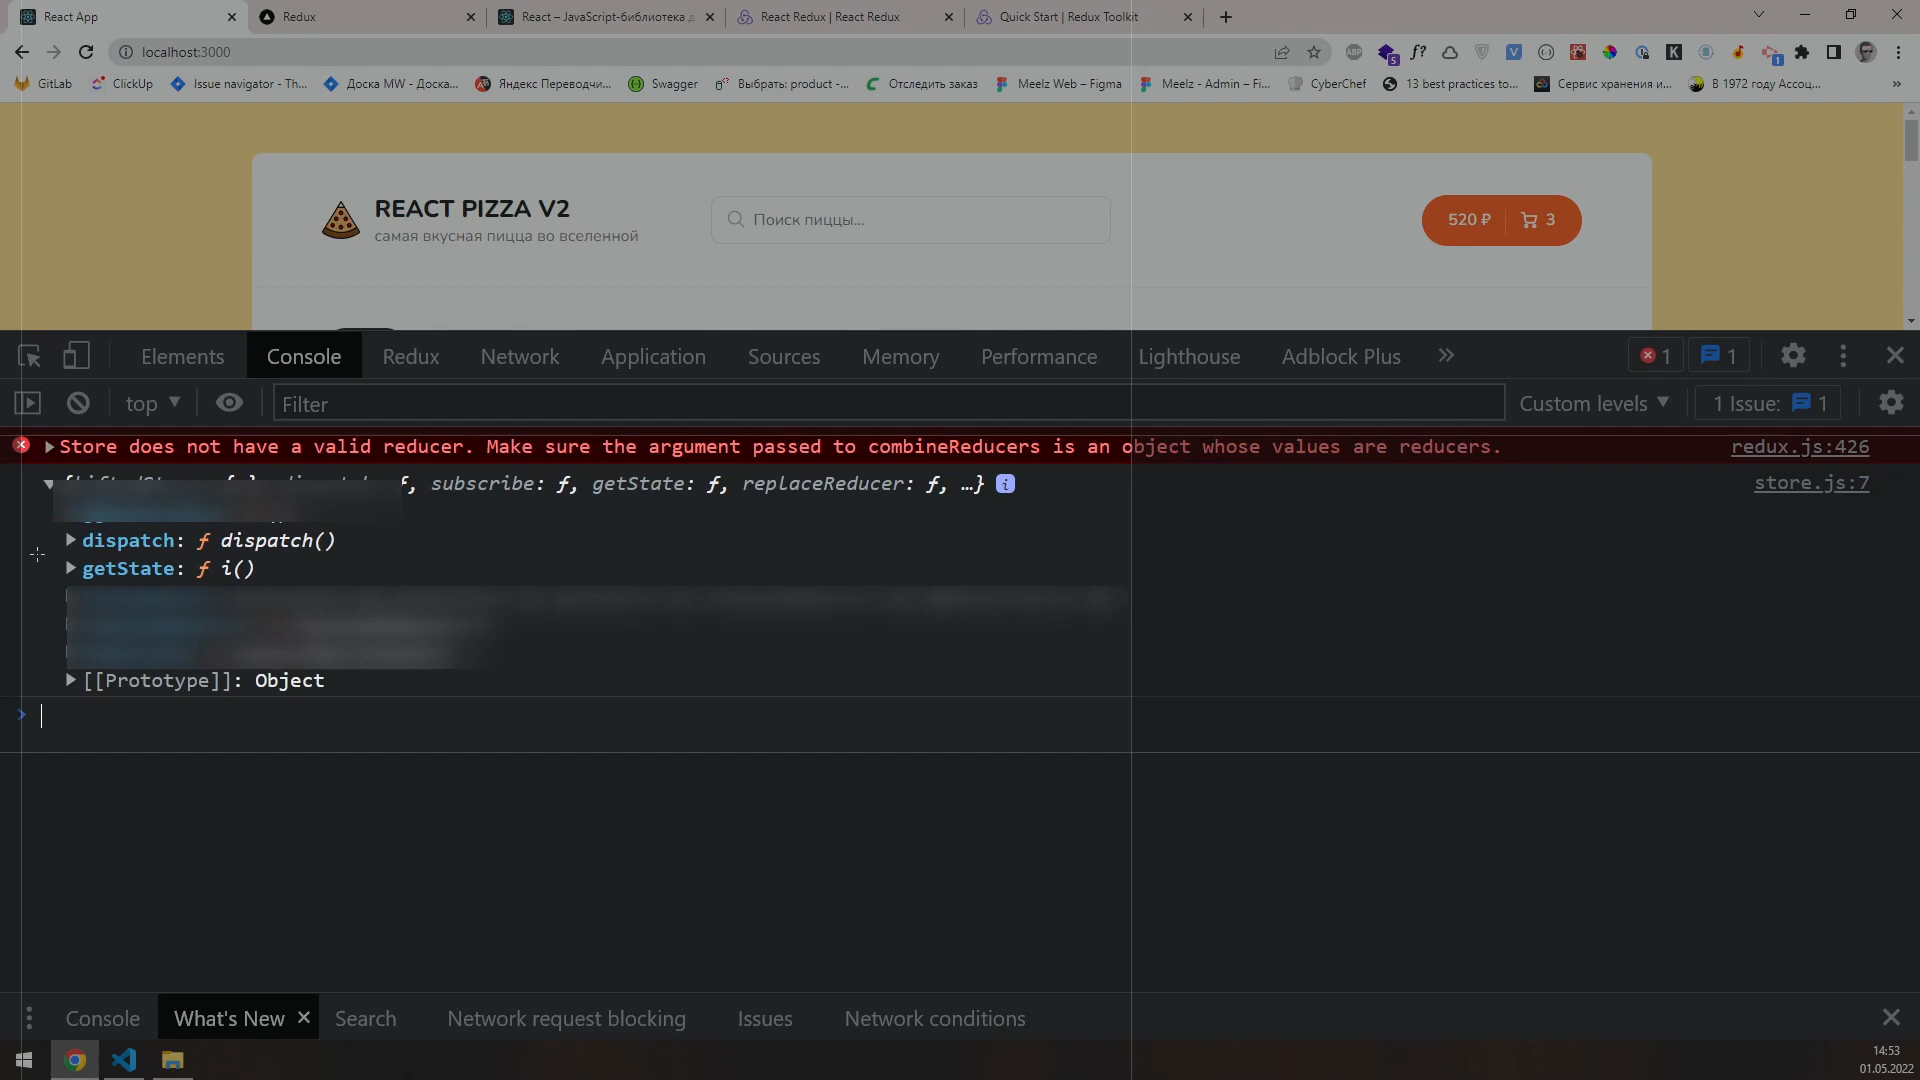 React App
Redux
React – JavaScript-библиотека д
React Redux | React Redux
Quick Start | Redux Toolkit
localhost:3000
ABP
5
f?
V
K
1
GitLab
ClickUp
Issue navigator - Th...
Доска MW - Доска...
Яндекс Переводчи...
Swagger
Выбрать: product -...
Отследить заказ
Meelz Web – Figma
Meelz - Admin – Fi...
CyberChef
13 best practices to...
Сервис хранения и...
В 1972 году Ассоц...
REACT PIZZA V2
самая вкусная пицца во вселенной
Поиск пиццы...
520 ₽
3
Elements
Console
Redux
Network
Application
Sources
Memory
Performance
Lighthouse
Adblock Plus
1
1
top
Filter
Custom levels
1 Issue: 1
Store does not have a valid reducer. Make sure the argument passed to combineReducers is an object whose values are reducers.
redux.js:426
f, subscribe: f, getState: f, replaceReducer: f, …} i
store.js:7
dispatch: f dispatch()
getState: f i()
[[Prototype]]: Object
Console
What's New
Search
Network request blocking
Issues
Network conditions
14:53
01.05.2022